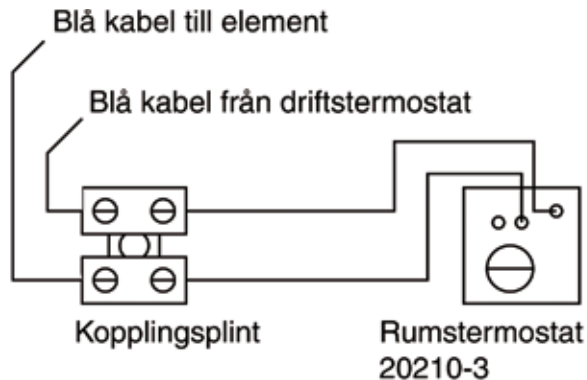 Blå kabel till element
Blå kabel från driftstermostat
Kopplingsplint
Rumstermostat
20210-3